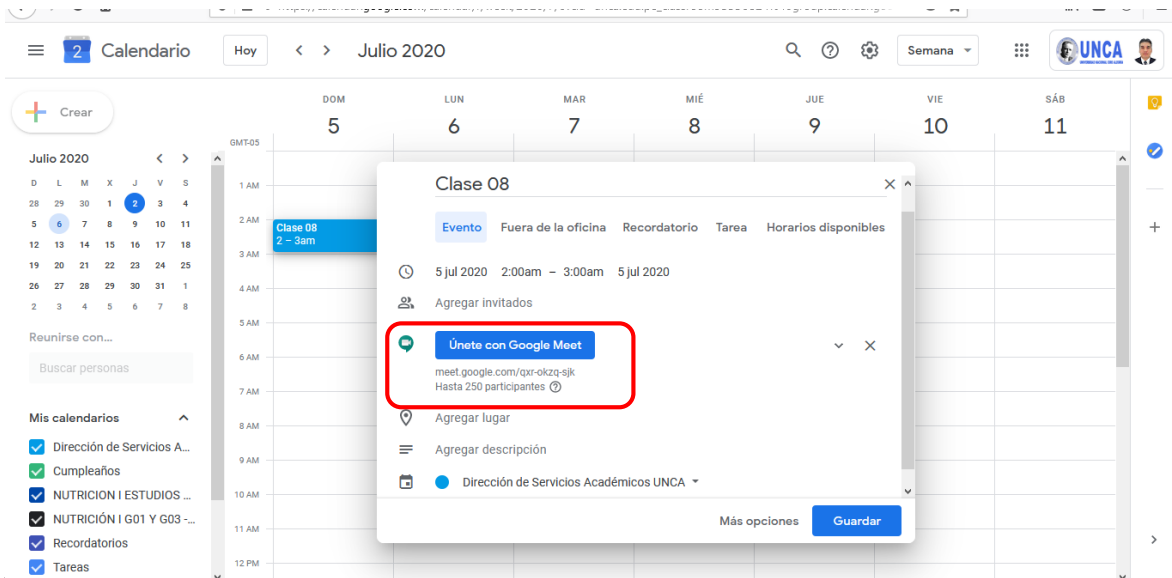 2 Calendario
Hoy
Julio 2020
Semana
UNCA
Crear
Julio 2020
D L M X J V S
28 29 30 1 2 3 4
5 6 7 8 9 10 11
12 13 14 15 16 17 18
19 20 21 22 23 24 25
26 27 28 29 30 31 1
2 3 4 5 6 7 8
Reunirse con...
Buscar personas
Mis calendarios
Dirección de Servicios A...
Cumpleaños
NUTRICION I ESTUDIOS ...
NUTRICIÓN I G01 Y G03 -...
Recordatorios
Tareas
DOM LUN MAR MIÉ JUE VIE SÁB
5 6 7 8 9 10 11
GMT-05
1 AM
2 AM
3 AM
4 AM
5 AM
6 AM
7 AM
8 AM
9 AM
10 AM
11 AM
12 PM
Clase 08
2 – 3am
Clase 08
Evento Fuera de la oficina Recordatorio Tarea Horarios disponibles
5 jul 2020 2:00am – 3:00am 5 jul 2020
Agregar invitados
Únete con Google Meet
meet.google.com/qxr-okzq-sjk
Hasta 250 participantes
Agregar lugar
Agregar descripción
Dirección de Servicios Académicos UNCA
Más opciones Guardar